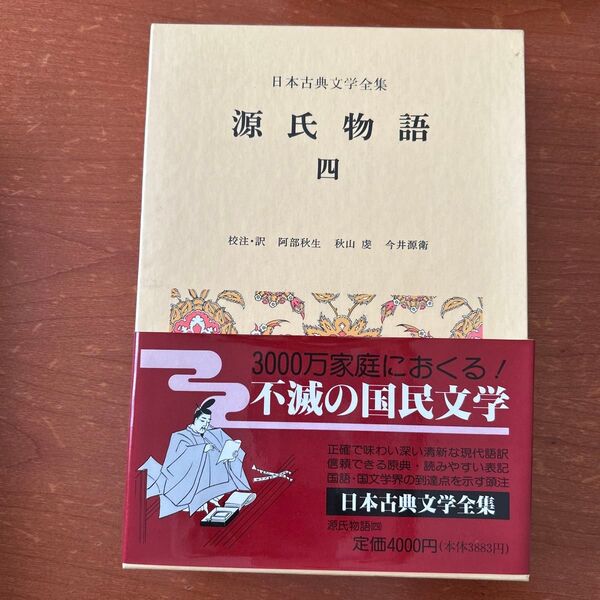 日本古典文学全集
源氏物語
四
校注・訳 阿部秋生 秋山 虔 今井源衛
3000万家庭におくる!
不滅の国民文学
正確で味わい深い清新な現代語訳
信頼できる原典・読みやすい表記
国語・国文学界の到達点を示す頭注
日本古典文学全集
源氏物語四
定価4000円(本体3883円)